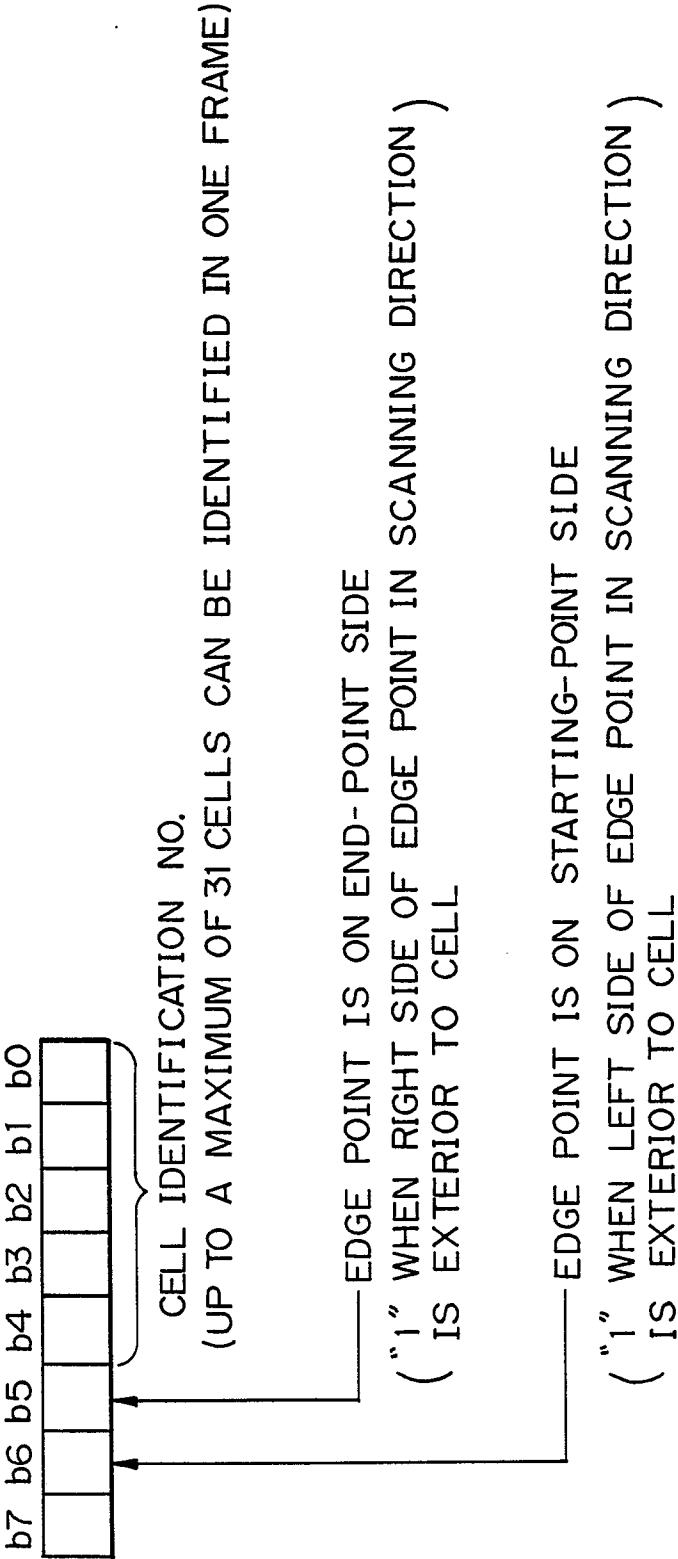 b7 b6 b5 b4 b3 b2 b1 b0
CELL IDENTIFICATION NO.
(UP TO A MAXIMUM OF 31 CELLS CAN BE IDENTIFIED IN ONE FRAME)
EDGE POINT IS ON END-POINT SIDE
("1" WHEN RIGHT SIDE OF EDGE POINT IN SCANNING DIRECTION
IS EXTERIOR TO CELL)
EDGE POINT IS ON STARTING-POINT SIDE
("1" WHEN LEFT SIDE OF EDGE POINT IN SCANNING DIRECTION
IS EXTERIOR TO CELL)